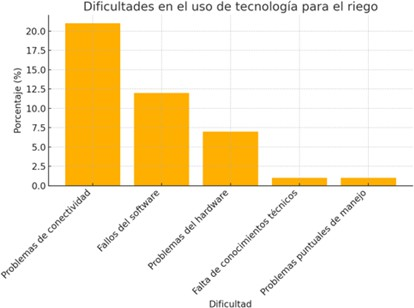 Dificultades en el uso de tecnología para el riego
Porcentaje (%)
20.0
17.5
15.0
12.5
10.0
7.5
5.0
2.5
0.0
Problemas de conectividad
Fallos del software
Problemas del hardware
Falta de conocimientos técnicos
Problemas puntuales de manejo
Dificultad